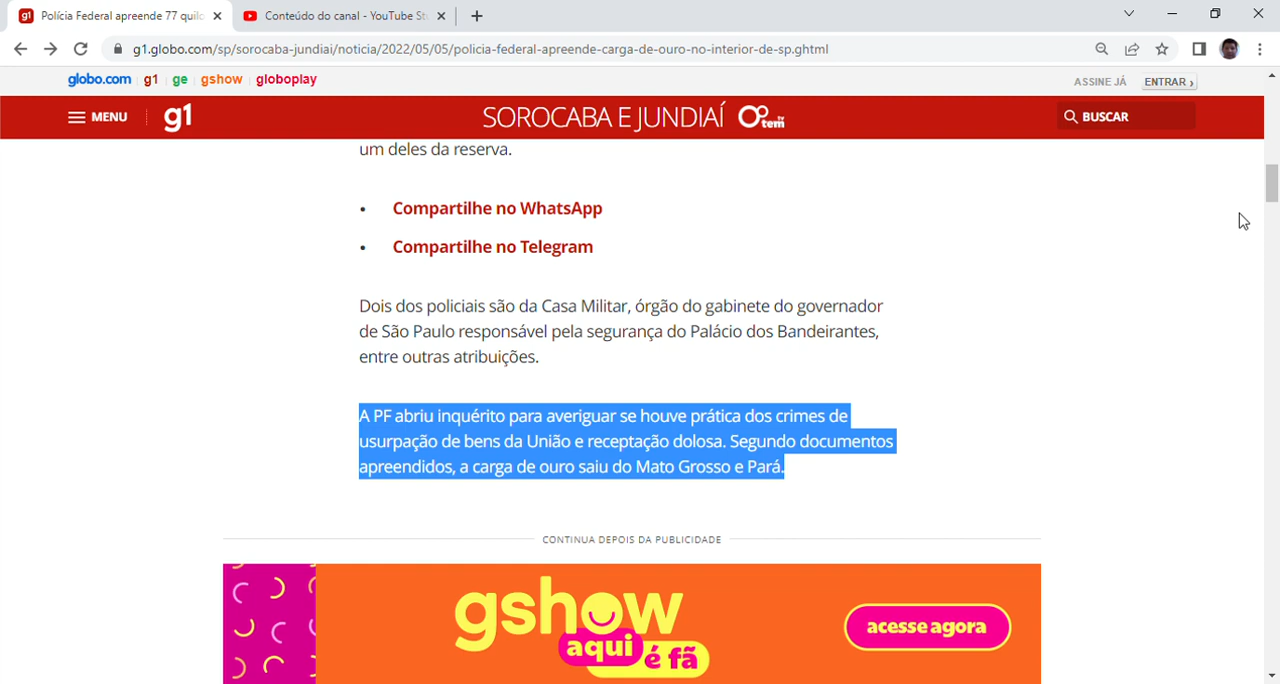 Polícia Federal apreende 77 quilo
Conteúdo do canal - YouTube St
g1.globo.com/sp/sorocaba-jundiai/noticia/2022/05/05/policia-federal-apreende-carga-de-ouro-no-interior-de-sp.ghtml
globo.com g1 ge gshow globoplay
ASSINE JÁ ENTRAR ›
MENU g1 SOROCABA E JUNDIAÍ tv tem BUSCAR
um deles da reserva.
• Compartilhe no WhatsApp
• Compartilhe no Telegram
Dois dos policiais são da Casa Militar, órgão do gabinete do governador
de São Paulo responsável pela segurança do Palácio dos Bandeirantes,
entre outras atribuições.
A PF abriu inquérito para averiguar se houve prática dos crimes de
usurpação de bens da União e receptação dolosa. Segundo documentos
apreendidos, a carga de ouro saiu do Mato Grosso e Pará.
CONTINUA DEPOIS DA PUBLICIDADE
gshow
aqui
é fã
acesse agora